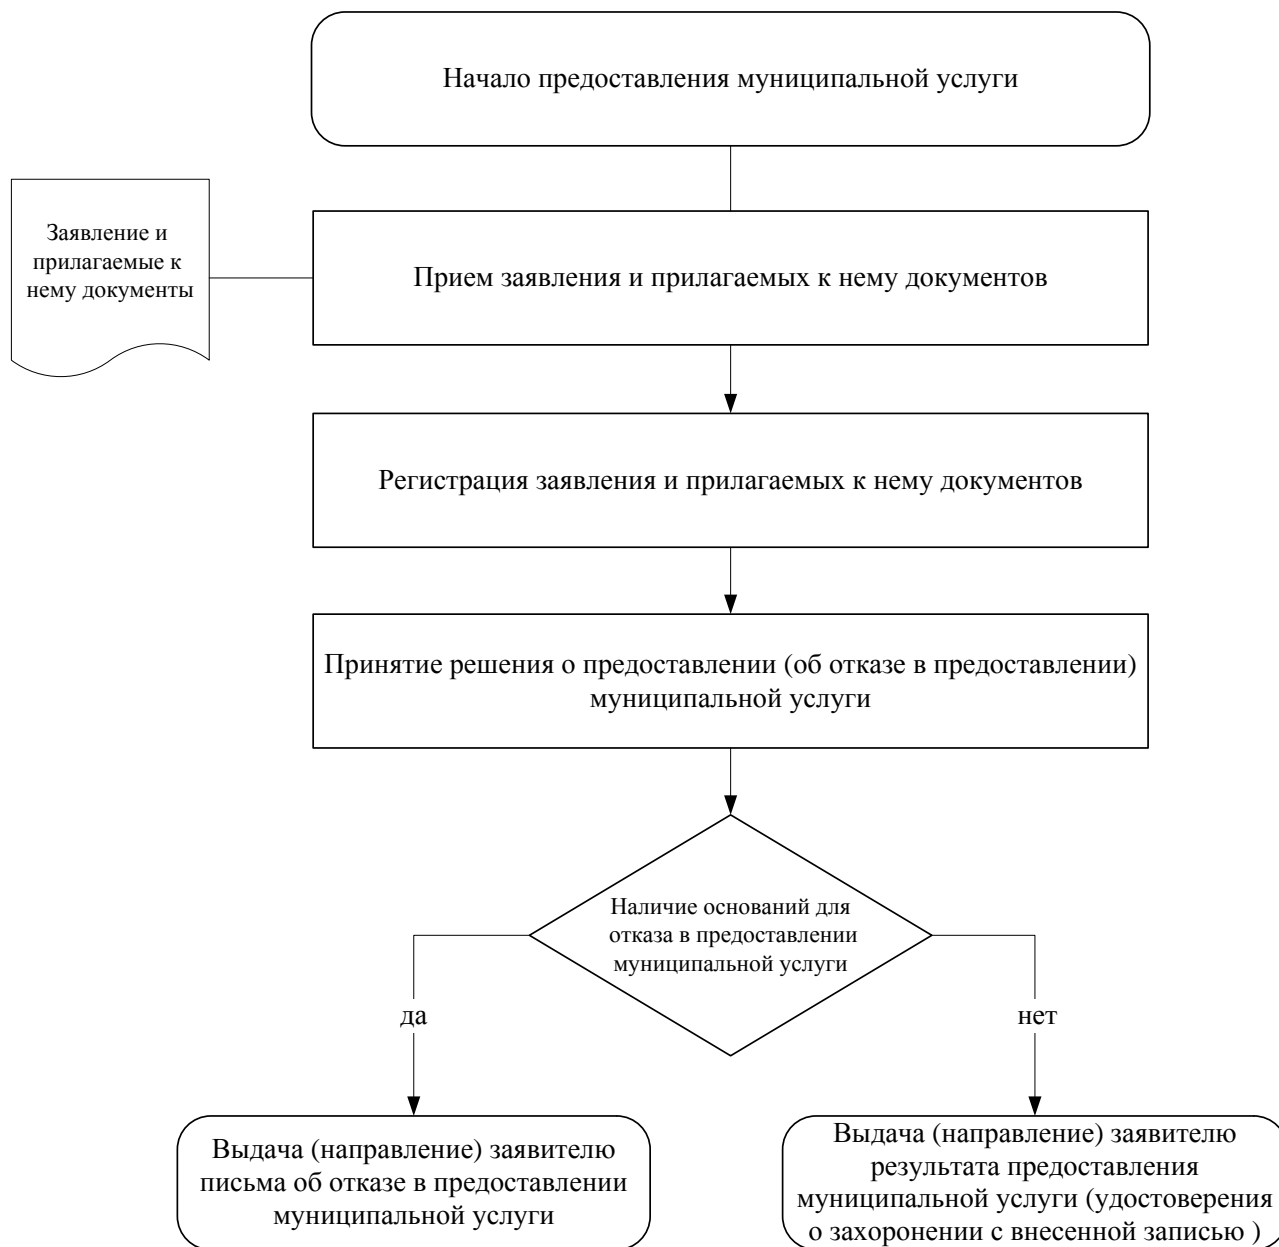 Начало предоставления муниципальной услуги
Заявление и
прилагаемые к
нему документы
Прием заявления и прилагаемых к нему документов
Регистрация заявления и прилагаемых к нему документов
Принятие решения о предоставлении (об отказе в предоставлении)
муниципальной услуги
Наличие оснований для
отказа в предоставлении
муниципальной услуги
да
нет
Выдача (направление) заявителю
письма об отказе в предоставлении
муниципальной услуги
Выдача (направление) заявителю
результата предоставления
муниципальной услуги (удостоверения
о захоронении с внесенной записью )